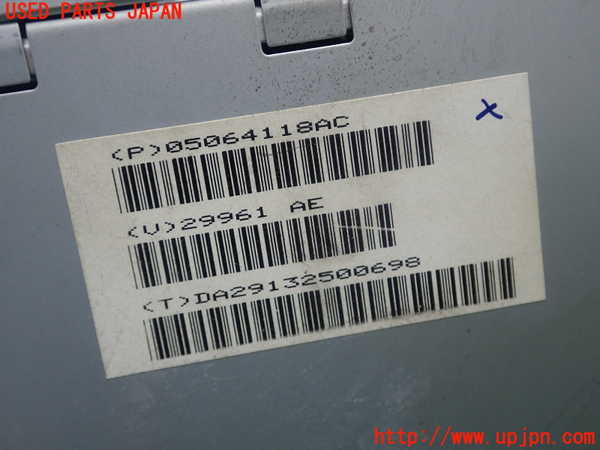 USED PARTS JAPAN
(P)05064118AC
(V)29961 AE
(T)DA29132500698
http://www.upjpn.com/